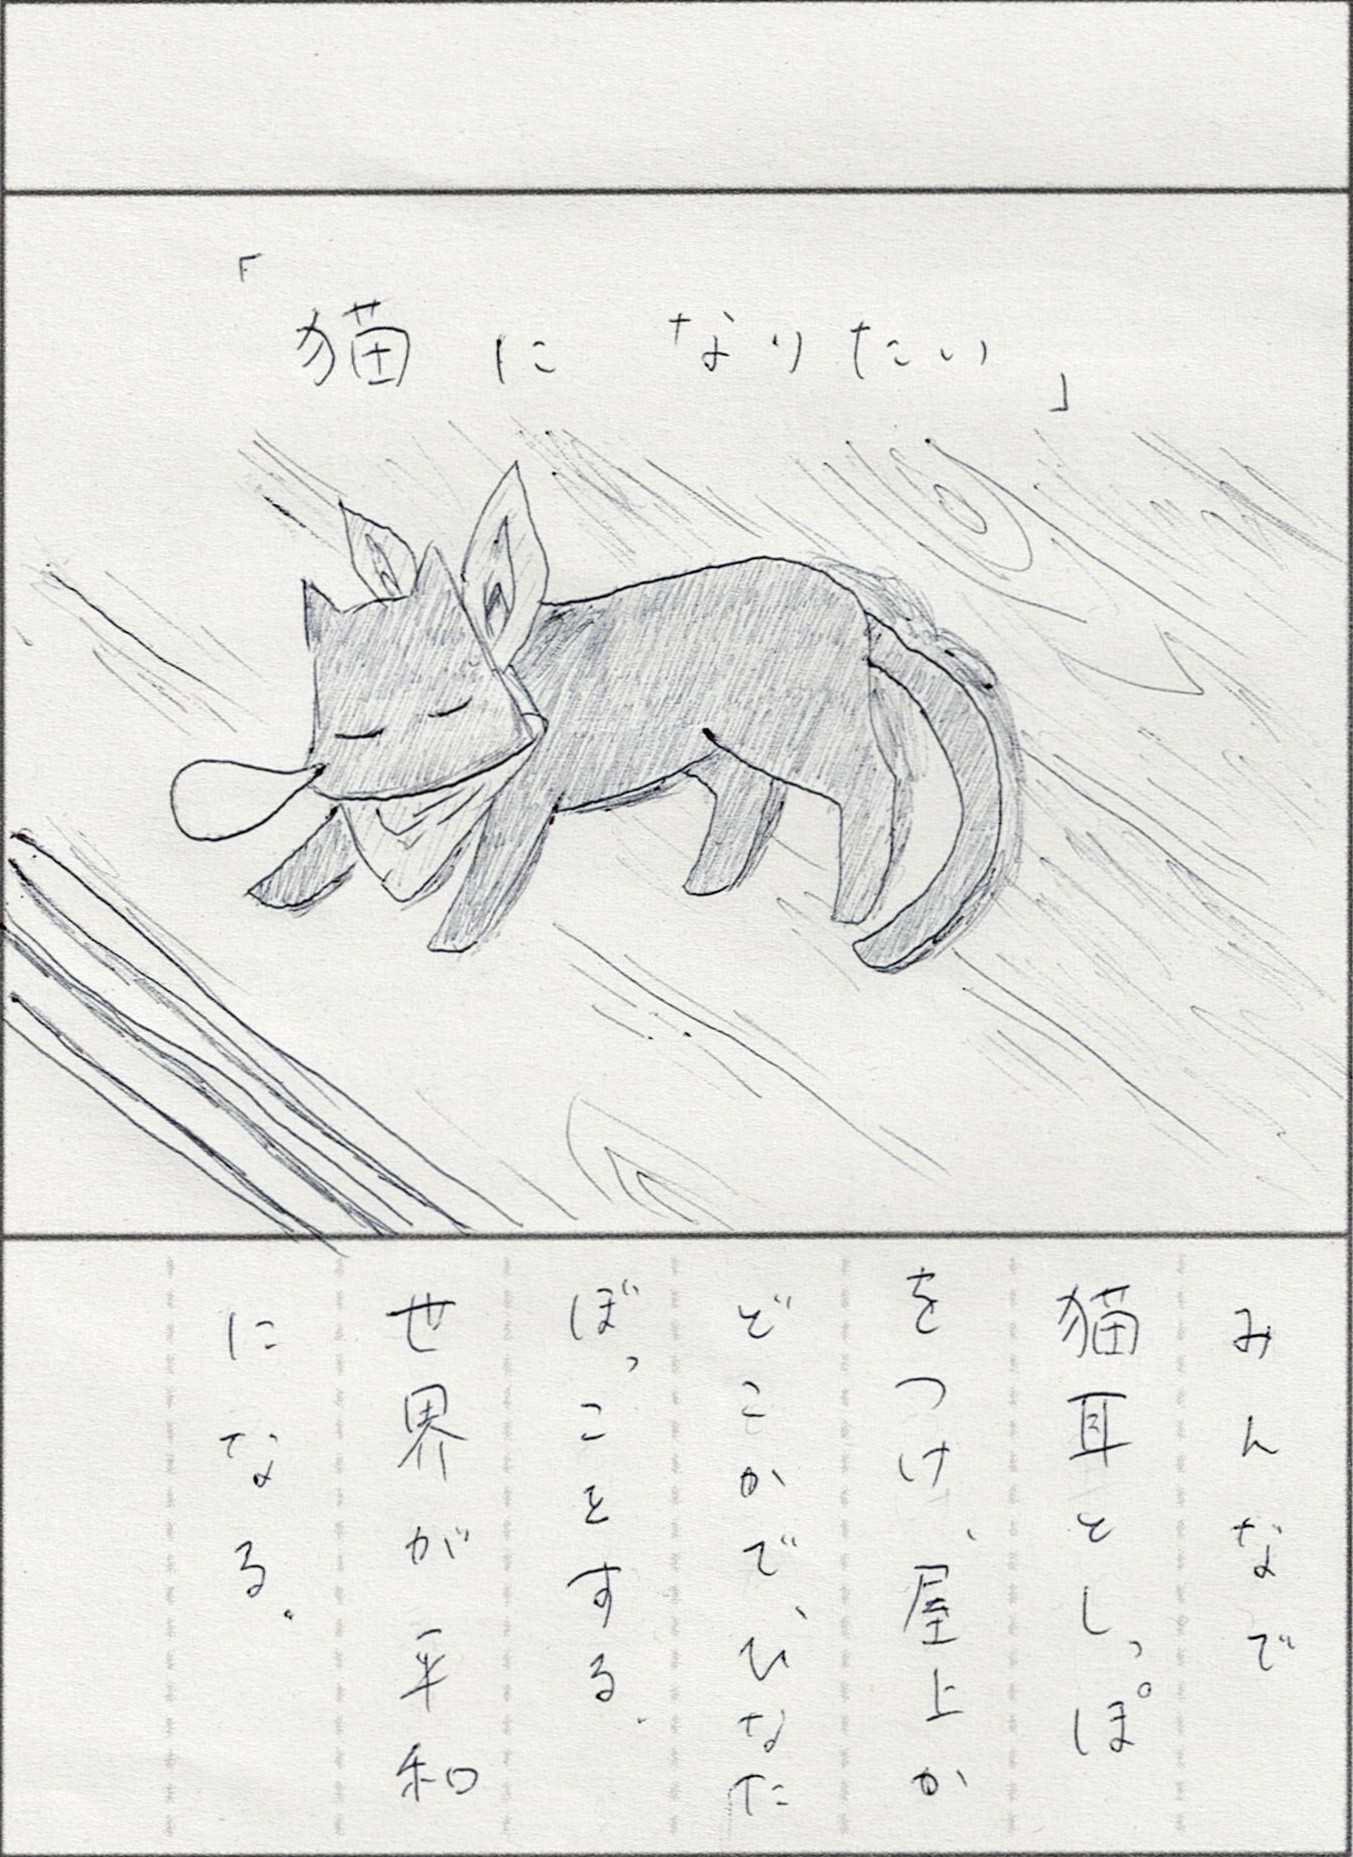 「猫になりたい」
みんなで
猫耳としっぽ
をつけ、屋上か
どこかで、ひなた
ぼっことする.
世界が平和
になる.